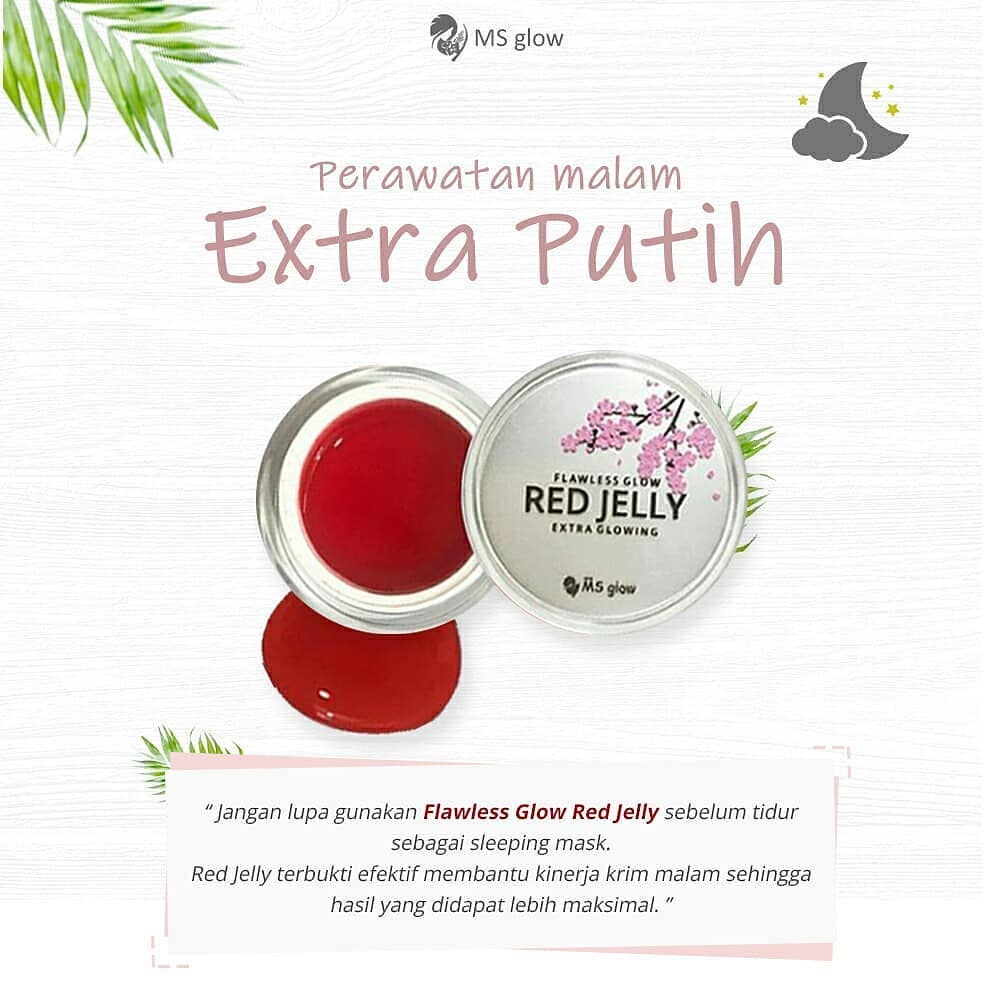 MS glow
Perawatan malam
Extra Putih
FLAWLESS GLOW
RED JELLY
EXTRA GLOWING
MS glow
“ Jangan lupa gunakan Flawless Glow Red Jelly sebelum tidur
sebagai sleeping mask.
Red Jelly terbukti efektif membantu kinerja krim malam sehingga
hasil yang didapat lebih maksimal. ”